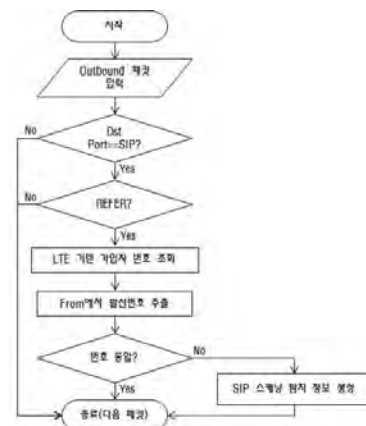 시작
OutBound 패킷
입력
No
Dst
Port==SIP?
Yes
No
REFER?
Yes
LTE 기반 가입자 번호 조회
From에서 발신번호 추출
번호 동일?
No
Yes
SIP 스캐닝 탐지 정보 생성
종료(다음 패킷)